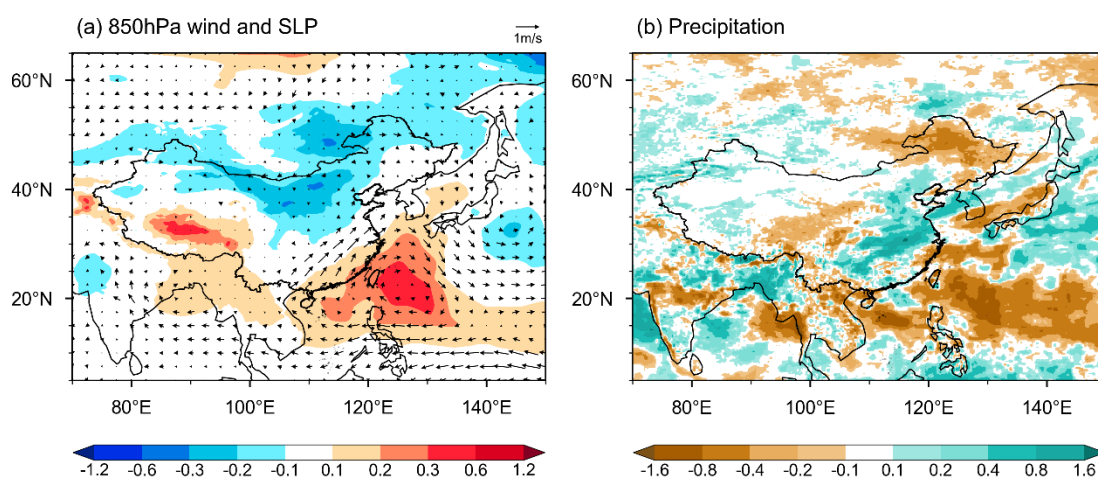 (a) 850hPa wind and SLP
1m/s
(b) Precipitation
60°N
40°N
20°N
80°E 100°E 120°E 140°E
60°N
40°N
20°N
80°E 100°E 120°E 140°E
-1.2 -0.6 -0.3 -0.2 -0.1 0.1 0.2 0.3 0.6 1.2
-1.6 -0.8 -0.4 -0.2 -0.1 0.1 0.2 0.4 0.8 1.6